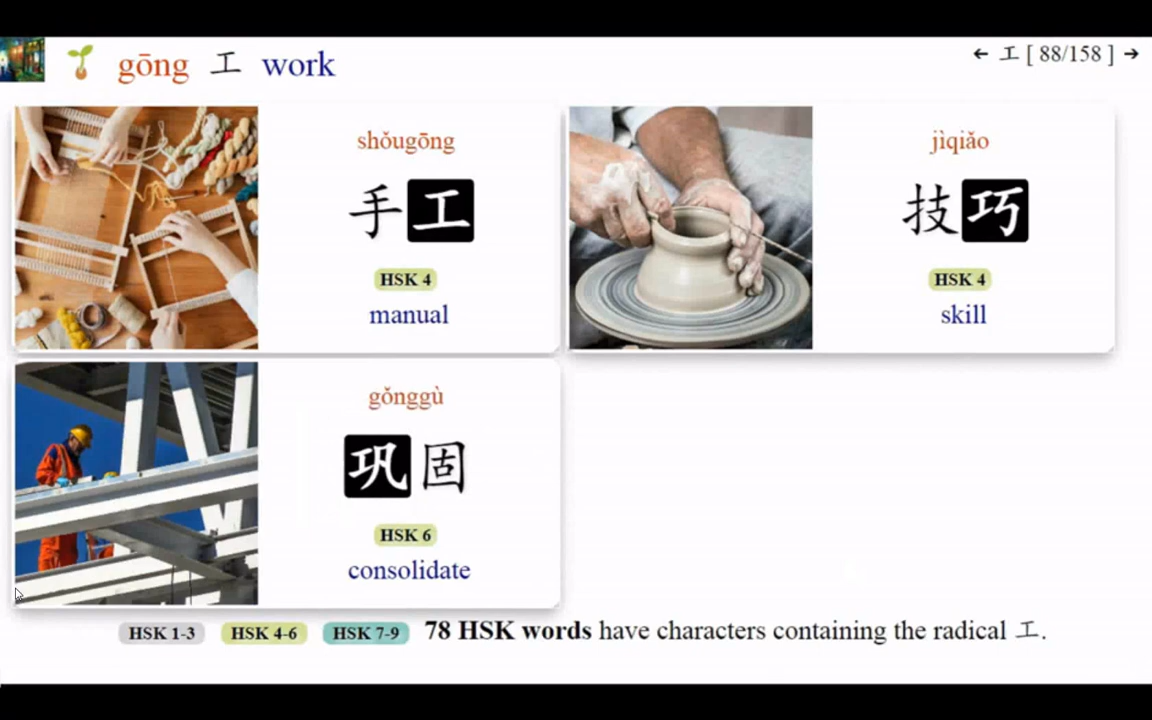 gōng 工 work
← 工 [ 88/158 ] →
shǒugōng
手工
HSK 4
manual
jìqiǎo
技巧
HSK 4
skill
gǒnggù
巩固
HSK 6
consolidate
HSK 1-3 HSK 4-6 HSK 7-9 78 HSK words have characters containing the radical 工.